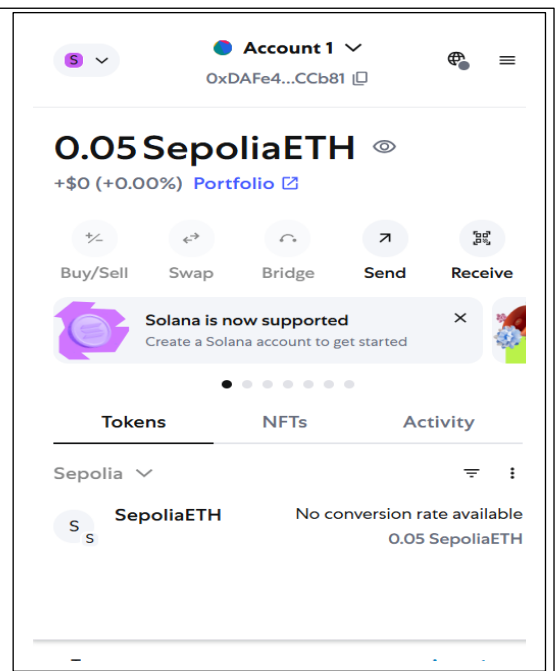 S
Account 1
0xDAFe4...CCb81
0.05 SepoliaETH
+$0 (+0.00%) Portfolio
Buy/Sell Swap Bridge Send Receive
Solana is now supported
Create a Solana account to get started
Tokens NFTs Activity
Sepolia
S S SepoliaETH No conversion rate available
0.05 SepoliaETH